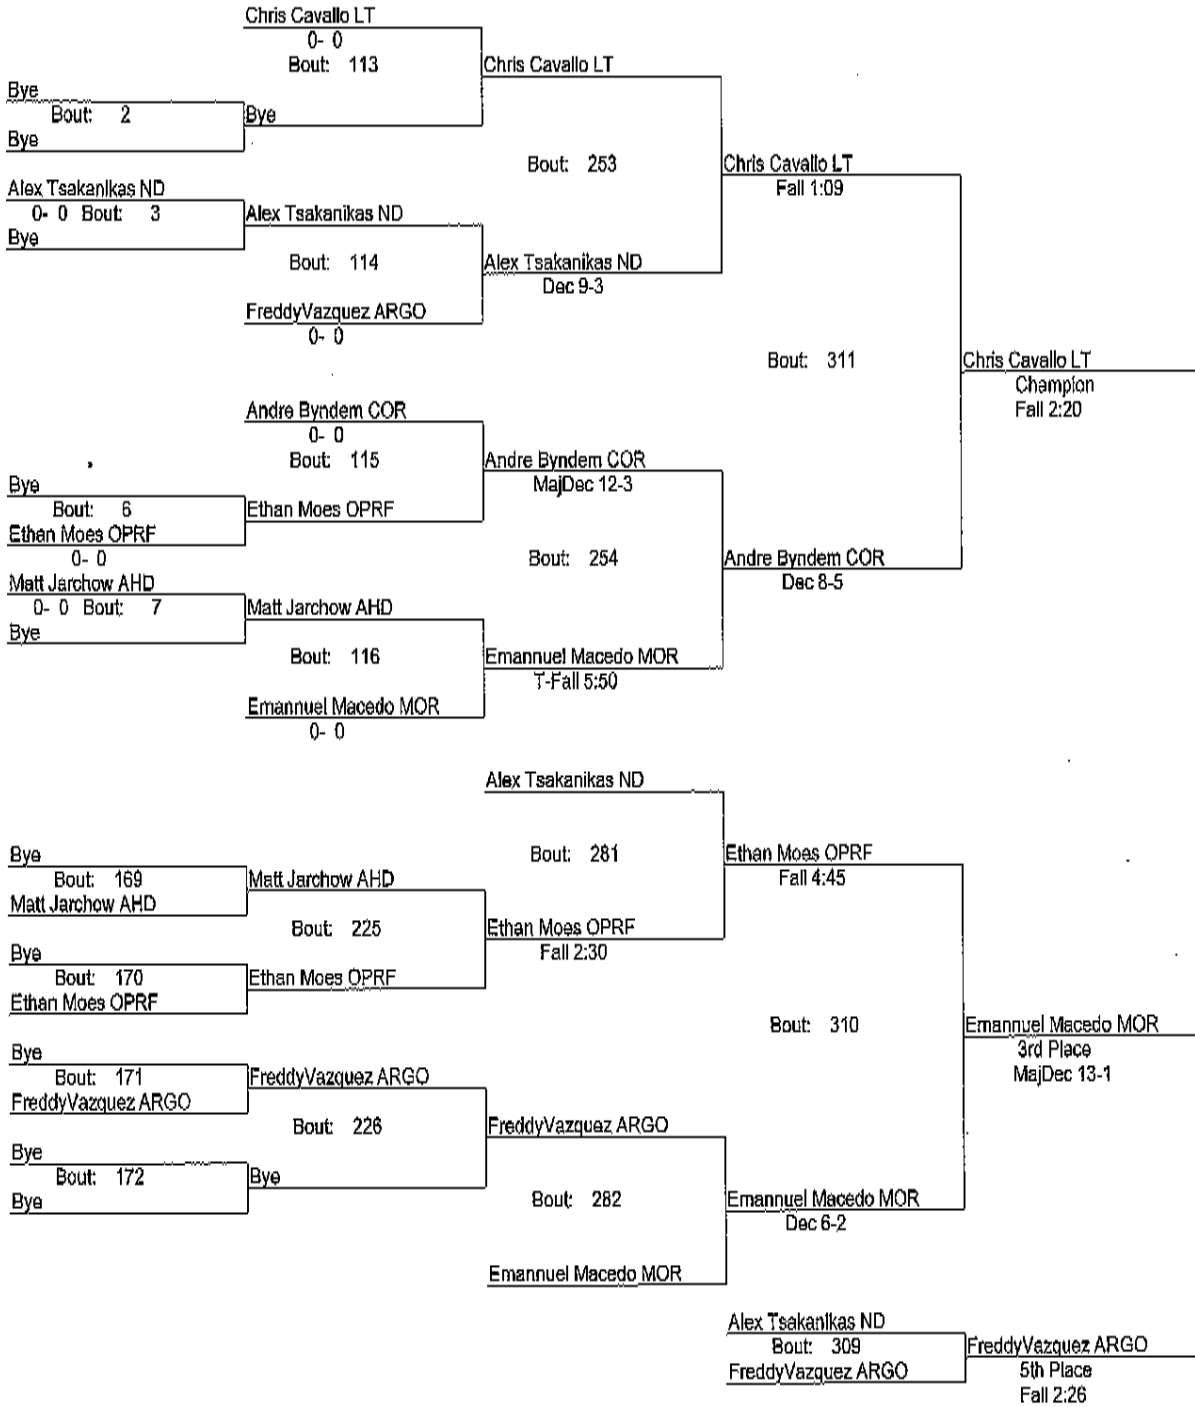 Chris Cavallo LT
0- 0
Bout: 113
Chris Cavallo LT
Bye
Bout: 2
Bye
Bye
Bout: 253
Chris Cavallo LT
Fall 1:09
Alex Tsakanikas ND
0- 0 Bout: 3
Alex Tsakanikas ND
Bye
Bout: 114
Alex Tsakanikas ND
Dec 9-3
FreddyVazquez ARGO
0- 0
Bout: 311
Chris Cavallo LT
Champion
Fall 2:20
Andre Byndem COR
0- 0
Bout: 115
Andre Byndem COR
MajDec 12-3
Bye
Bout: 6
Ethan Moes OPRF
Ethan Moes OPRF
0- 0
Bout: 254
Andre Byndem COR
Dec 8-5
Matt Jarchow AHD
0- 0 Bout: 7
Matt Jarchow AHD
Bye
Bout: 116
Emannuel Macedo MOR
T-Fall 5:50
Emannuel Macedo MOR
0- 0
Alex Tsakanikas ND
Bout: 281
Ethan Moes OPRF
Fall 4:45
Bye
Bout: 169
Matt Jarchow AHD
Matt Jarchow AHD
Bout: 225
Ethan Moes OPRF
Fall 2:30
Bye
Bout: 170
Ethan Moes OPRF
Ethan Moes OPRF
Bout: 310
Emannuel Macedo MOR
3rd Place
MajDec 13-1
Bye
Bout: 171
FreddyVazquez ARGO
FreddyVazquez ARGO
Bout: 226
FreddyVazquez ARGO
Bye
Bout: 172
Bye
Bye
Bout: 282
Emannuel Macedo MOR
Dec 6-2
Emannuel Macedo MOR
Alex Tsakanikas ND
Bout: 309
FreddyVazquez ARGO
FreddyVazquez ARGO
5th Place
Fall 2:26